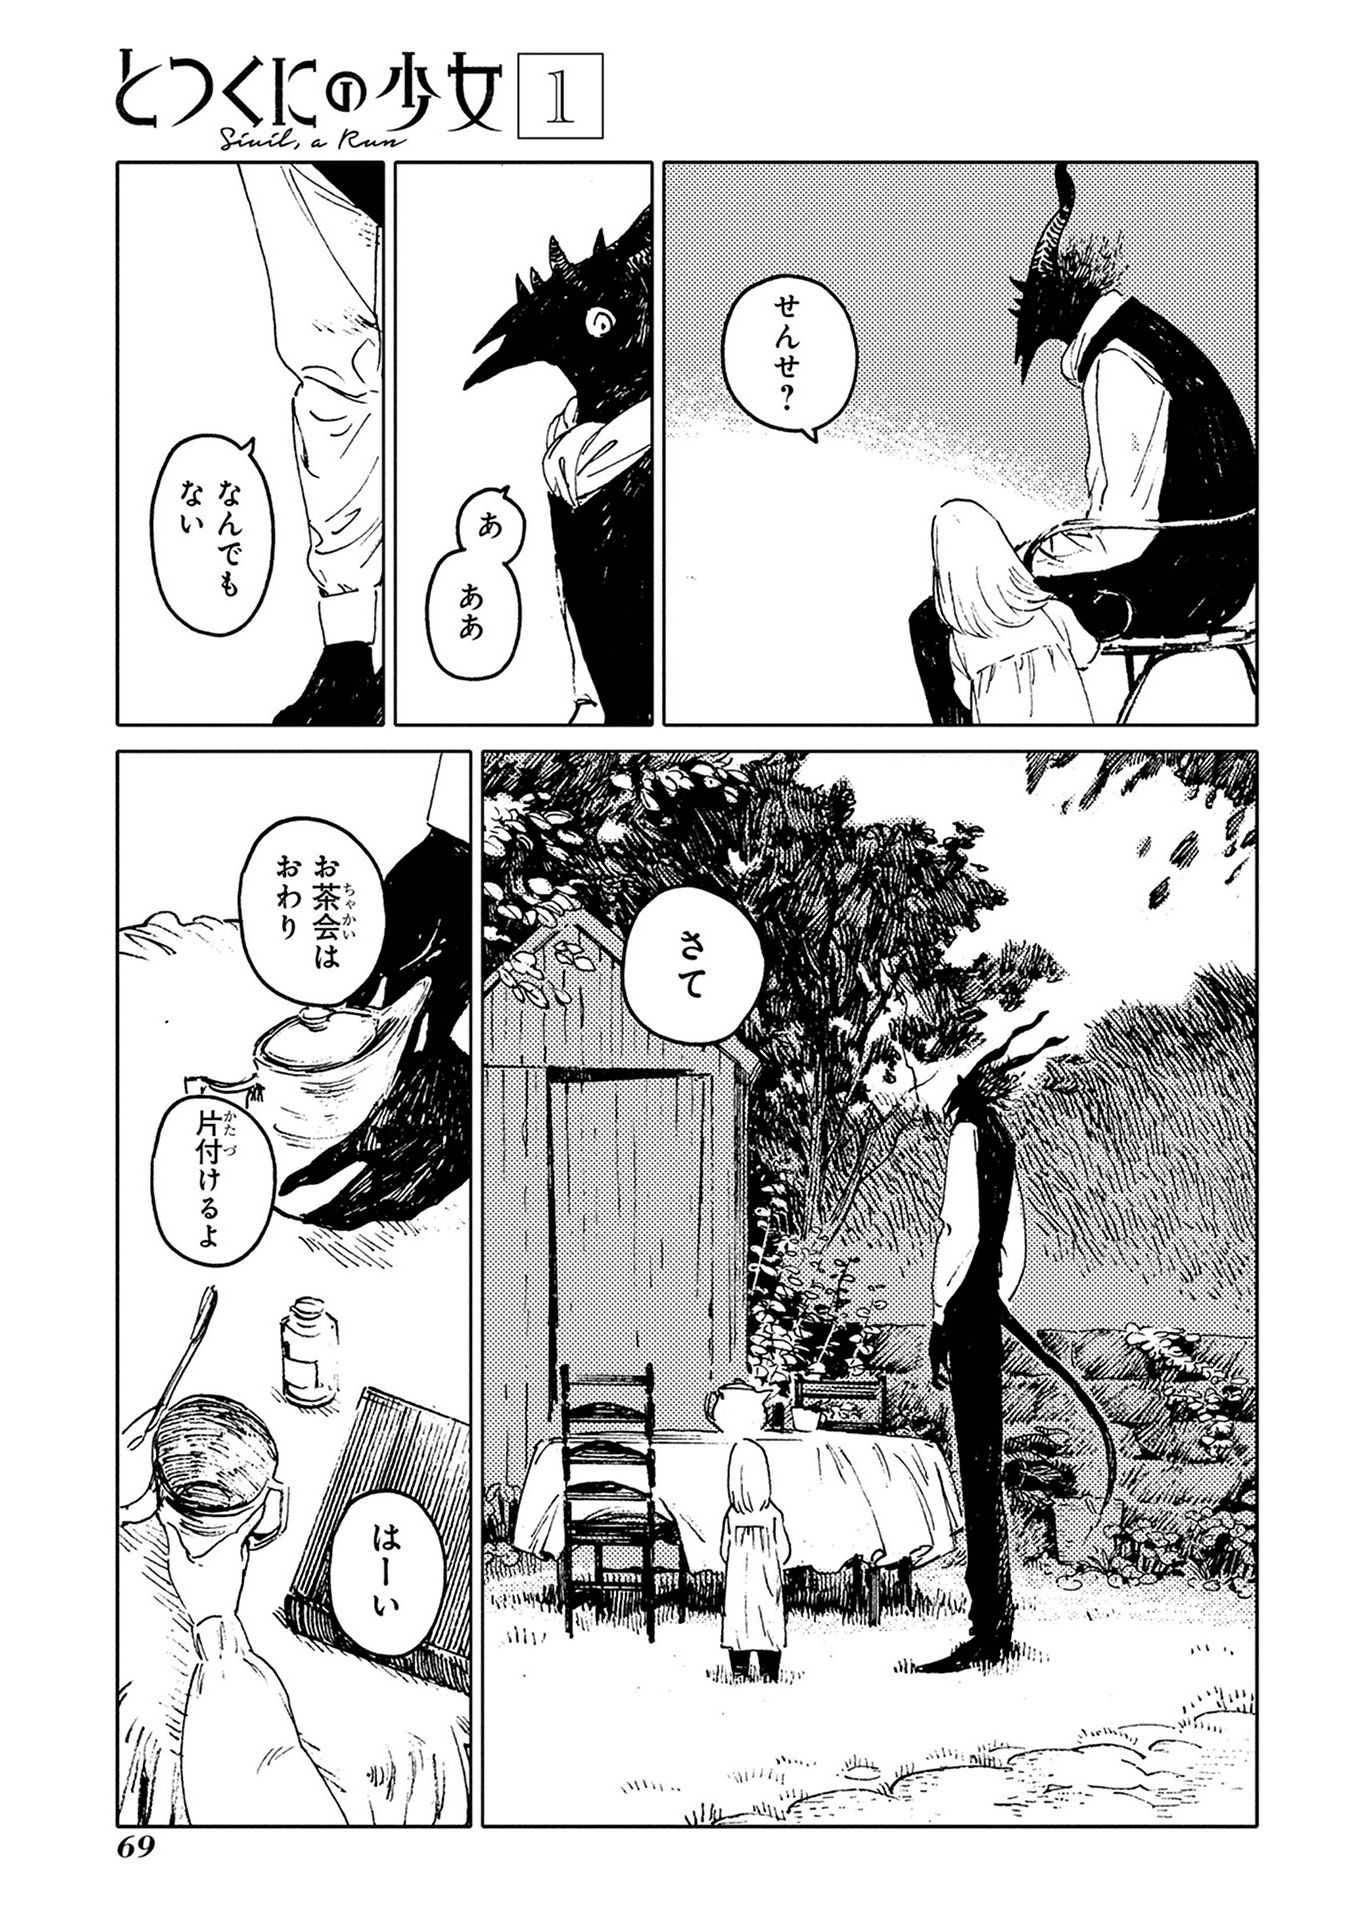 とつくにの少女 1
Siúil, a Rún
せんせ?
あ
ああ
なんでも
ない
さて
お茶会は
ちゃかい
おわり
片付けるよ
かたづ
はーい
69